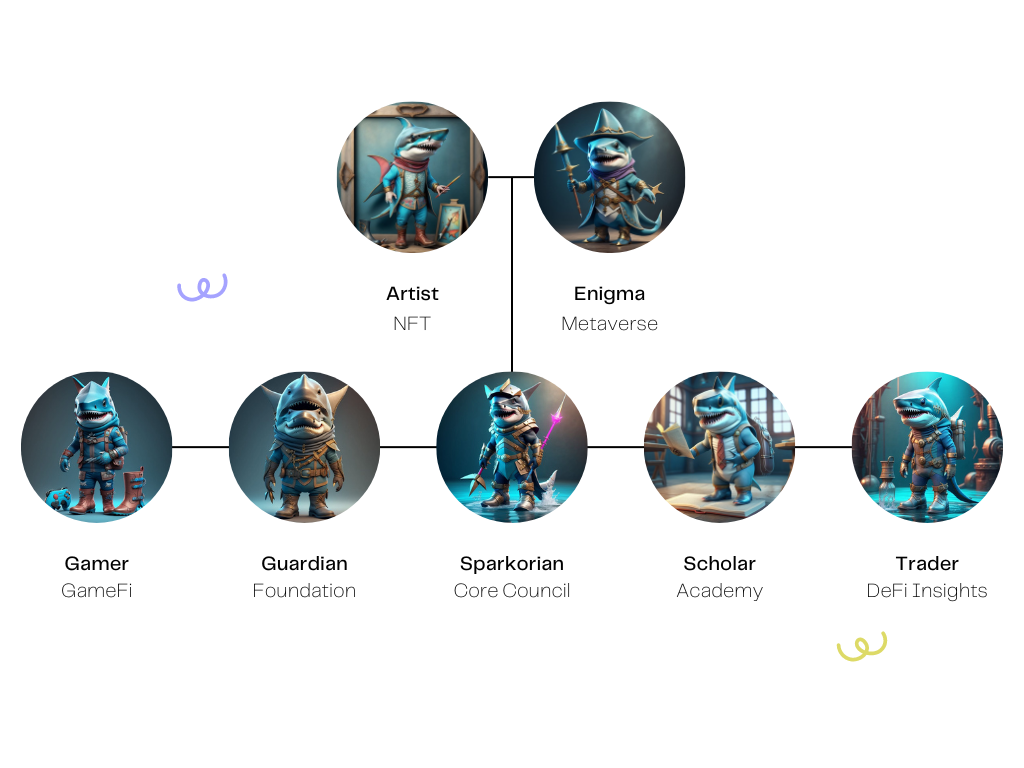 Artist
NFT
Enigma
Metaverse
Gamer
GameFi
Guardian
Foundation
Sparkorian
Core Council
Scholar
Academy
Trader
DeFi Insights